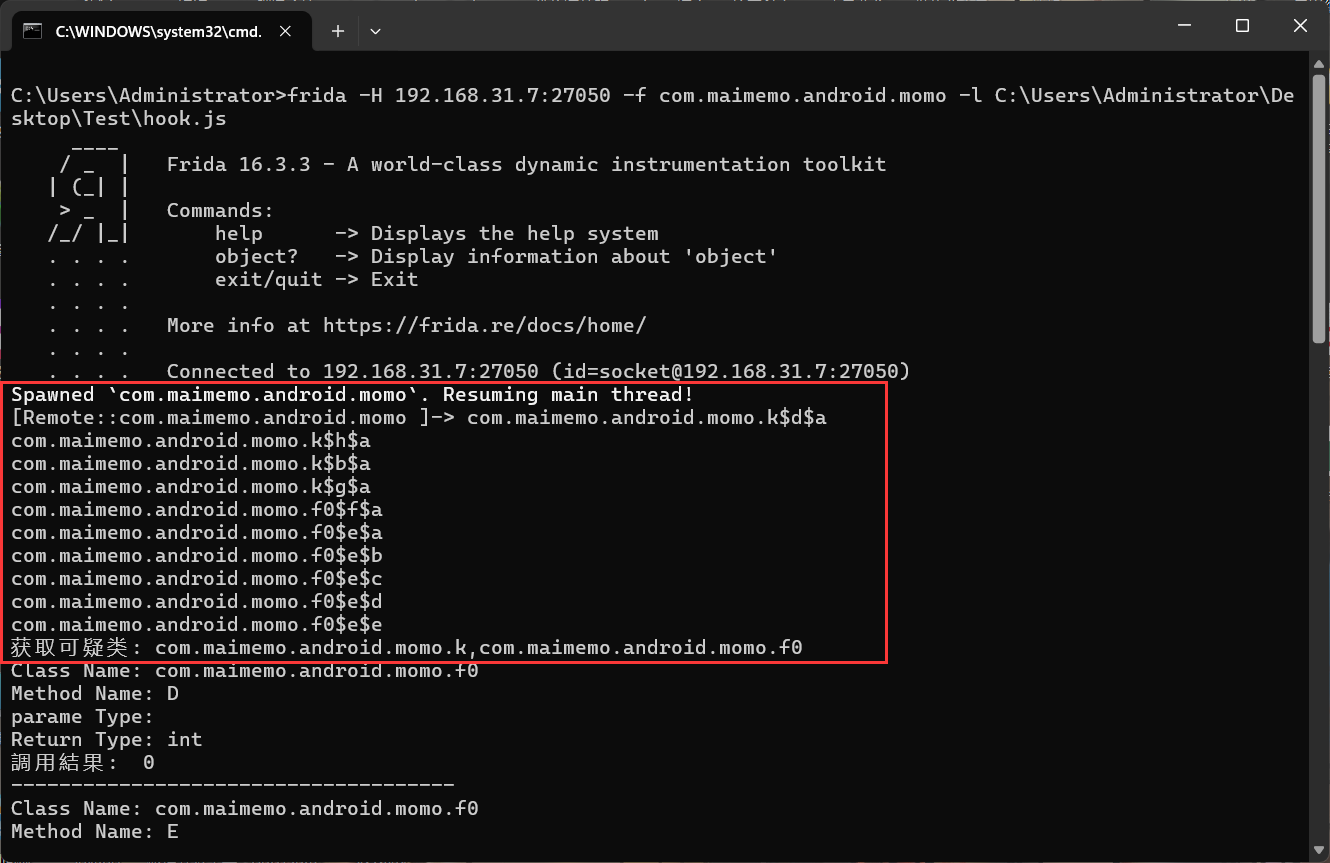 C:\WINDOWS\system32\cmd.
C:\Users\Administrator>frida -H 192.168.31.7:27050 -f com.maimemo.android.momo -l C:\Users\Administrator\De
sktop\Test\hook.js
     ____
    / _  |   Frida 16.3.3 - A world-class dynamic instrumentation toolkit
   | (_| |
    > _  |   Commands:
   /_/ |_|       help      -> Displays the help system
   . . . .       object?   -> Display information about 'object'
   . . . .       exit/quit -> Exit
   . . . .
   . . . .   More info at https://frida.re/docs/home/
   . . . .
   . . . .   Connected to 192.168.31.7:27050 (id=socket@192.168.31.7:27050)
Spawned `com.maimemo.android.momo`. Resuming main thread!
[Remote::com.maimemo.android.momo ]-> com.maimemo.android.momo.k$d$a
com.maimemo.android.momo.k$h$a
com.maimemo.android.momo.k$b$a
com.maimemo.android.momo.k$g$a
com.maimemo.android.momo.f0$f$a
com.maimemo.android.momo.f0$e$a
com.maimemo.android.momo.f0$e$b
com.maimemo.android.momo.f0$e$c
com.maimemo.android.momo.f0$e$d
com.maimemo.android.momo.f0$e$e
获取可疑类: com.maimemo.android.momo.k,com.maimemo.android.momo.f0
Class Name: com.maimemo.android.momo.f0
Method Name: D
parame Type:
Return Type: int
調用結果:  0
-------------------------------------
Class Name: com.maimemo.android.momo.f0
Method Name: E